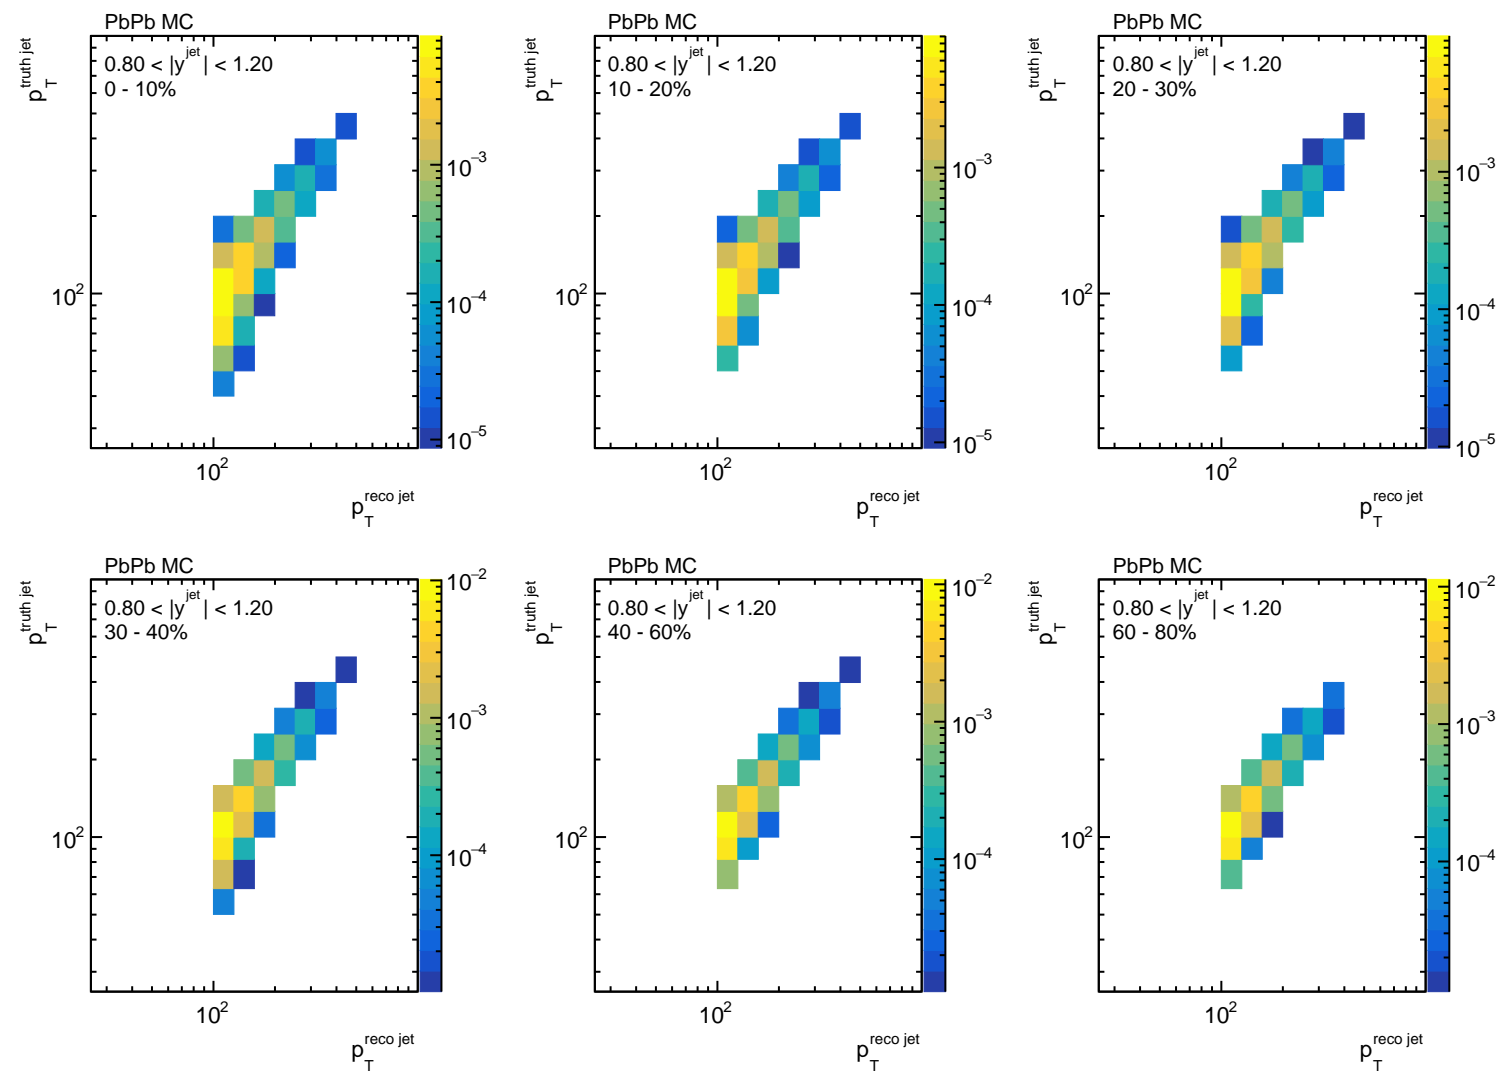 PbPb MC
0.80 < |y^jet| < 1.20
0 - 10%
p_T^truth jet
10^2
10^−3
10^−4
10^−5
10^2
p_T^reco jet
PbPb MC
0.80 < |y^jet| < 1.20
10 - 20%
p_T^truth jet
10^2
10^−3
10^−4
10^−5
10^2
p_T^reco jet
PbPb MC
0.80 < |y^jet| < 1.20
20 - 30%
p_T^truth jet
10^2
10^−3
10^−4
10^−5
10^2
p_T^reco jet
PbPb MC
0.80 < |y^jet| < 1.20
30 - 40%
p_T^truth jet
10^2
10^−2
10^−3
10^−4
10^2
p_T^reco jet
PbPb MC
0.80 < |y^jet| < 1.20
40 - 60%
p_T^truth jet
10^2
10^−2
10^−3
10^−4
10^2
p_T^reco jet
PbPb MC
0.80 < |y^jet| < 1.20
60 - 80%
p_T^truth jet
10^2
10^−2
10^−3
10^−4
10^2
p_T^reco jet